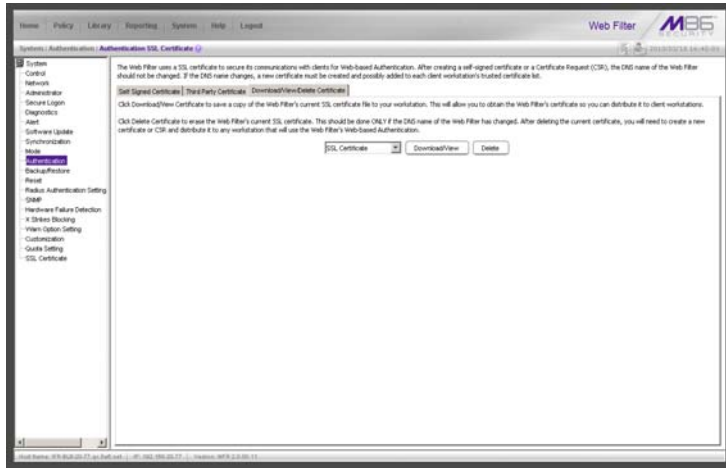 Home Policy Library Reporting System Help Logout
Web Filter
M86
SECURITY
System : Authentication : Authentication SSL Certificate
System
Control
Network
Administrator
Secure Logon
Diagnostics
Alert
Software Update
Synchronization
Mode
Authentication
Backup/Restore
Reset
Radius Authentication Setting
SNMP
Hardware Failure Detection
X Strikes Blocking
Warn Option Setting
Customization
Quota Setting
SSL Certificate
The Web Filter uses a SSL certificate to secure its communications with clients for Web-based Authentication. After creating a self-signed certificate or a Certificate Request (CSR), the DNS name of the Web Filter
should not be changed. If the DNS name changes, a new certificate must be created and possibly added to each client workstation's trusted certificate list.
Self Signed Certificate Third Party Certificate Download/View/Delete Certificate
Click Download/View Certificate to save a copy of the Web Filter's current SSL certificate file to your workstation. This will allow you to obtain the Web Filter's certificate so you can distribute it to client workstations.
Click Delete Certificate to erase the Web Filter's current SSL certificate. This should be done ONLY if the DNS name of the Web Filter has changed. After deleting the current certificate, you will need to create a new
certificate or CSR and distribute it to any workstation that will use the Web Filter's Web-based Authentication.
SSL Certificate Download/View Delete
Host Name: